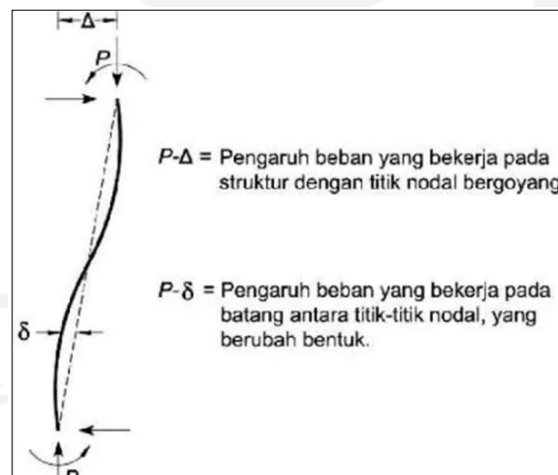 Δ
P
P-Δ = Pengaruh beban yang bekerja pada
struktur dengan titik nodal bergoyang
P-δ = Pengaruh beban yang bekerja pada
batang antara titik-titik nodal, yang
berubah bentuk.
δ
P